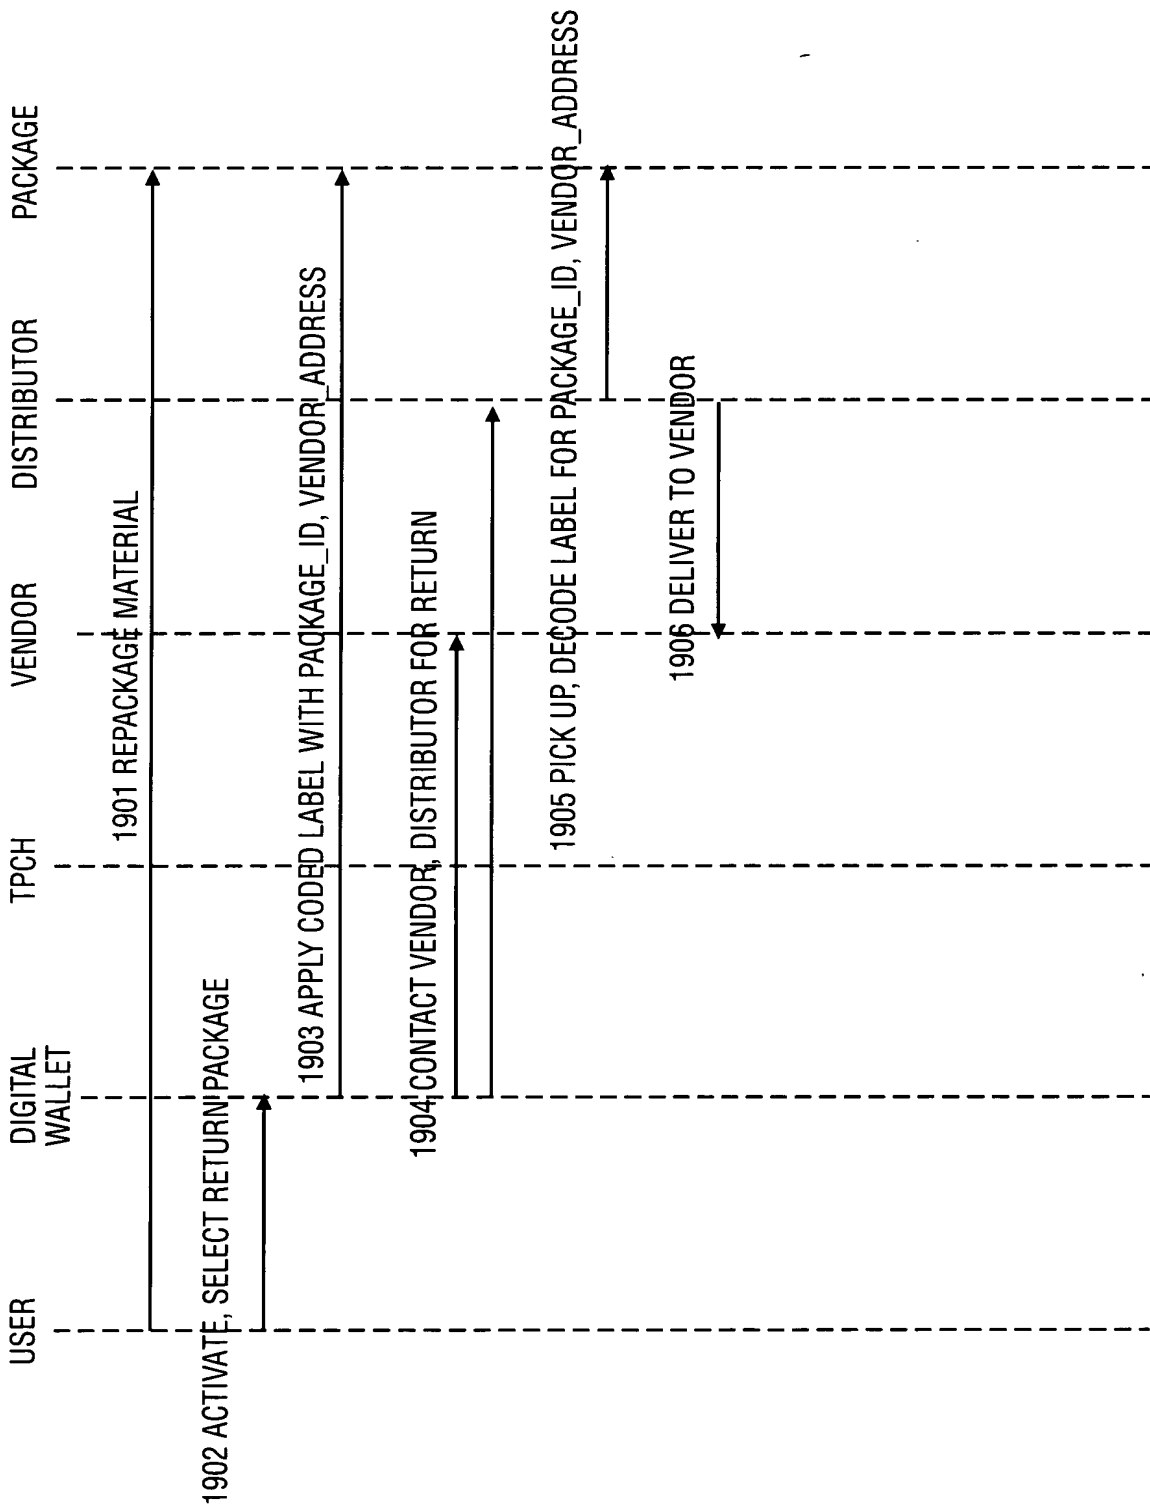 USER
DIGITAL
WALLET
TPCH
VENDOR
DISTRIBUTOR
PACKAGE
1901 REPACKAGE MATERIAL
1902 ACTIVATE, SELECT RETURN PACKAGE
1903 APPLY CODED LABEL WITH PACKAGE_ID, VENDOR_ADDRESS
1904 CONTACT VENDOR, DISTRIBUTOR FOR RETURN
1905 PICK UP, DECODE LABEL FOR PACKAGE_ID, VENDOR_ADDRESS
1906 DELIVER TO VENDOR